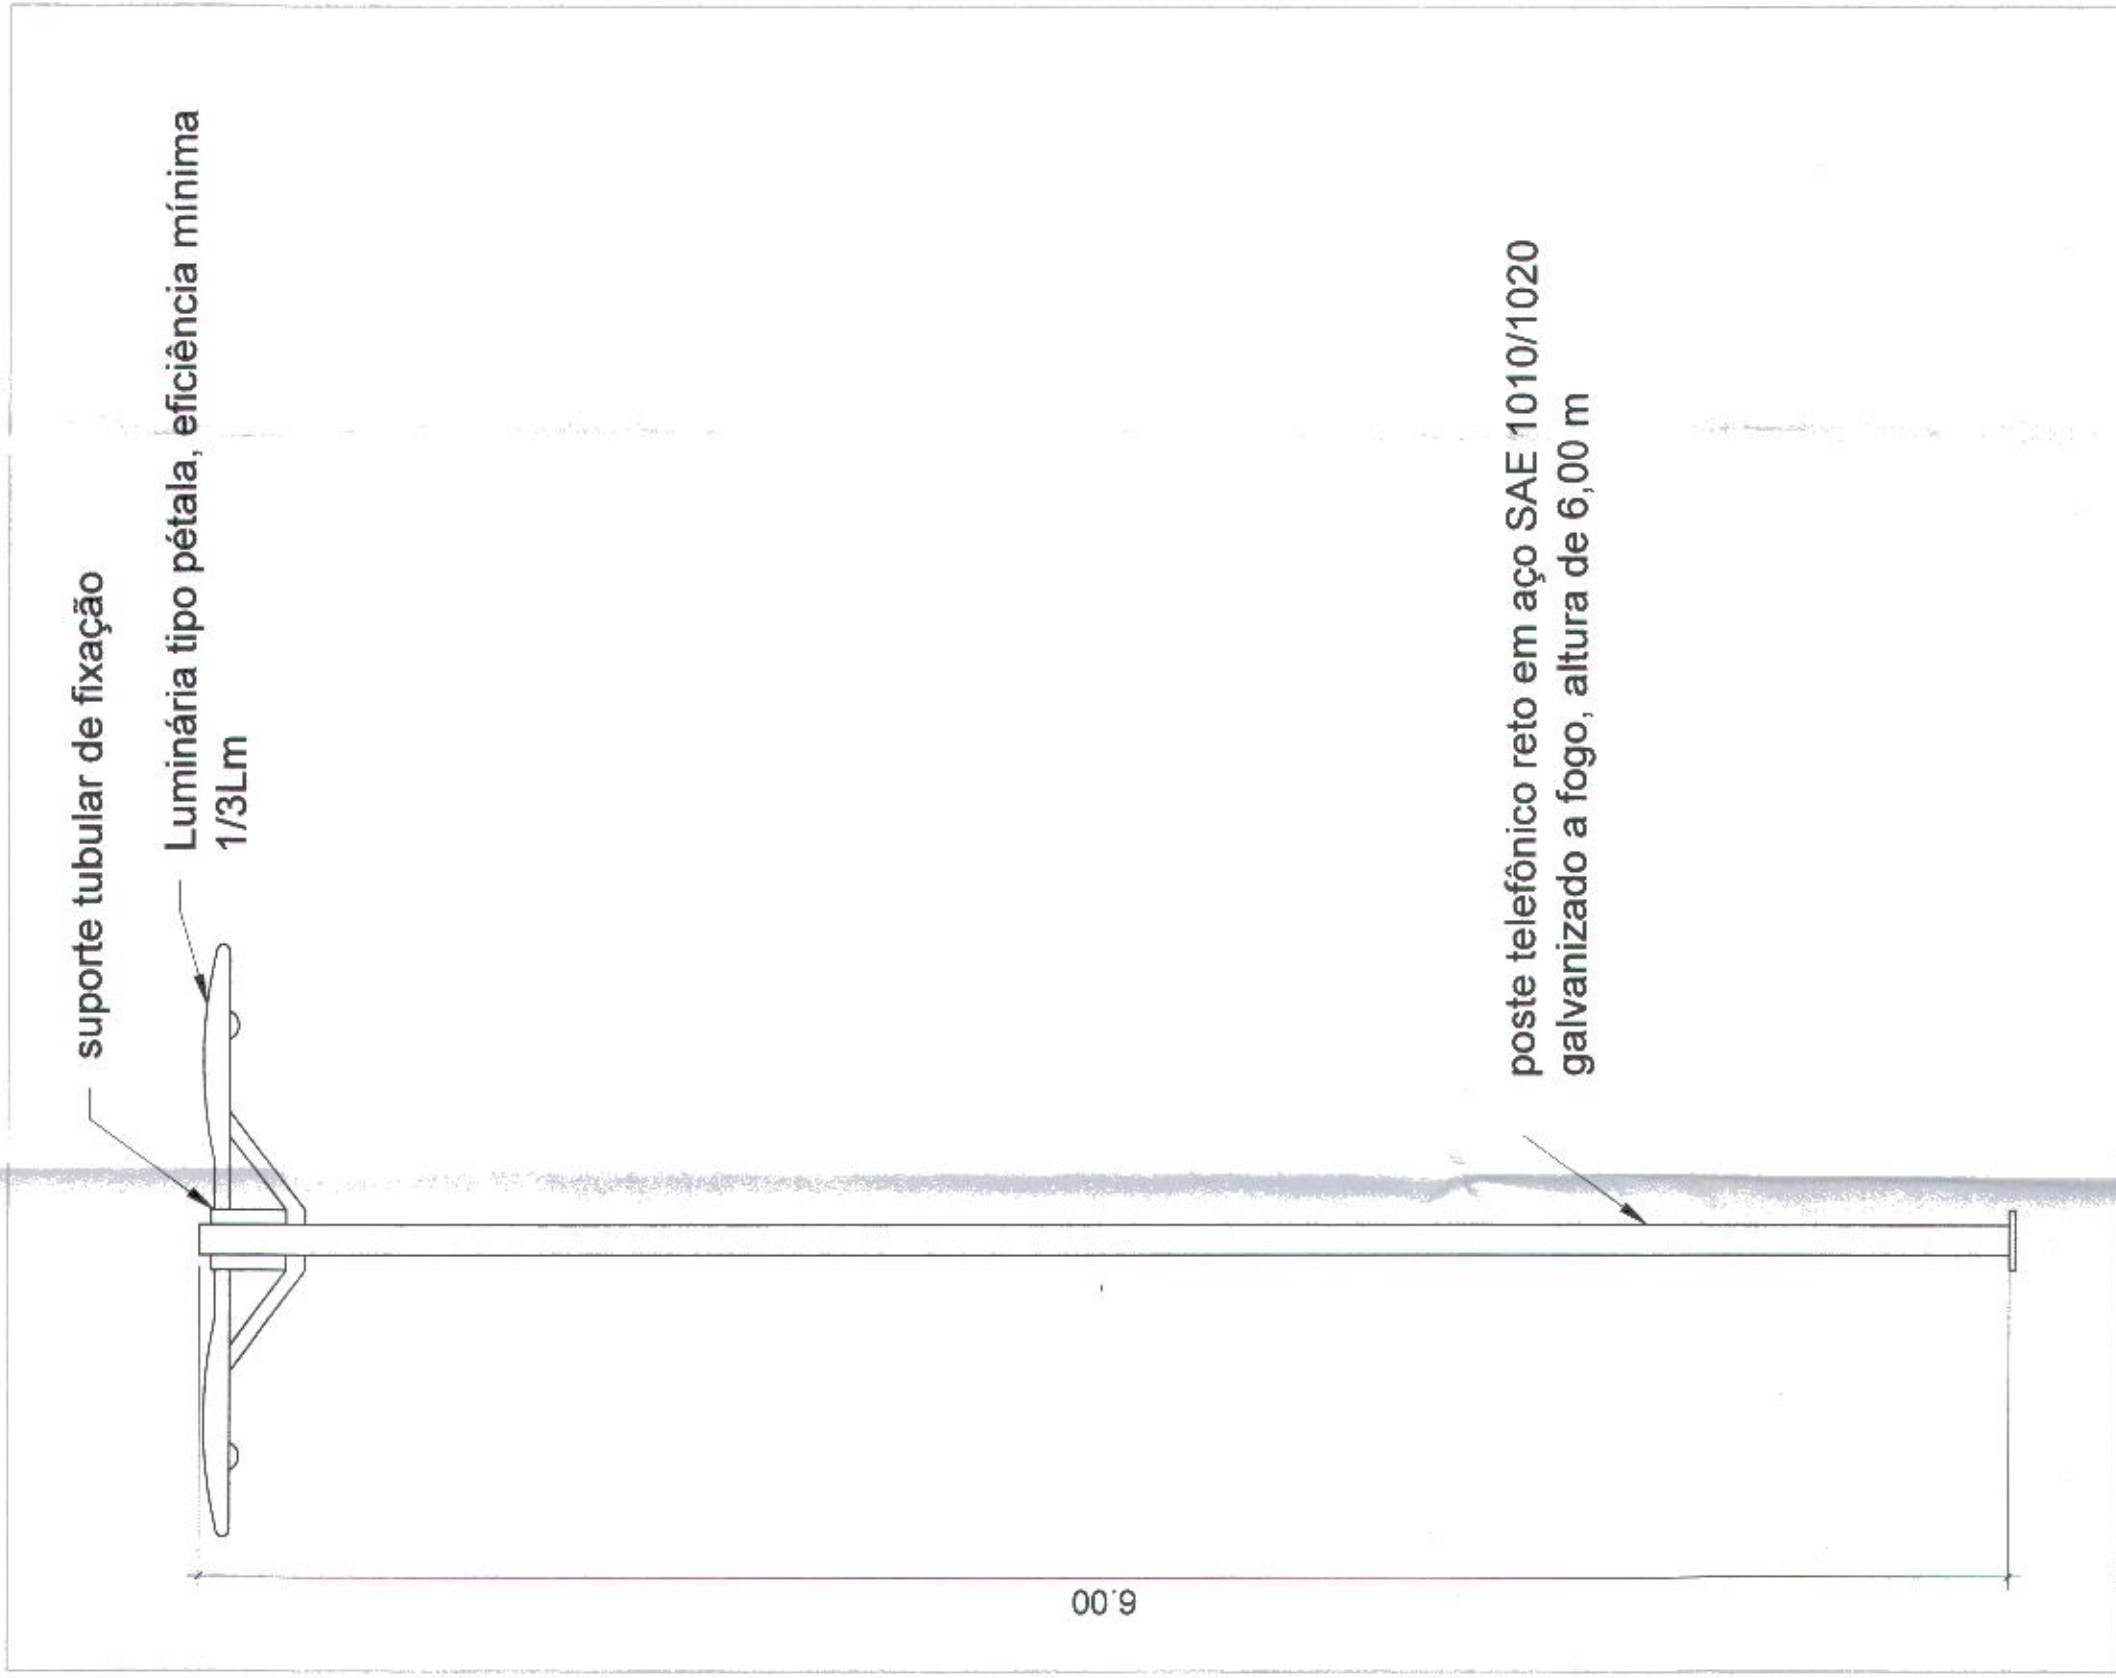 suporte tubular de fixação
Luminária tipo pétala, eficiência mínima
1/3Lm
poste telefônico reto em aço SAE 1010/1020
galvanizado a fogo, altura de 6,00 m
6.00